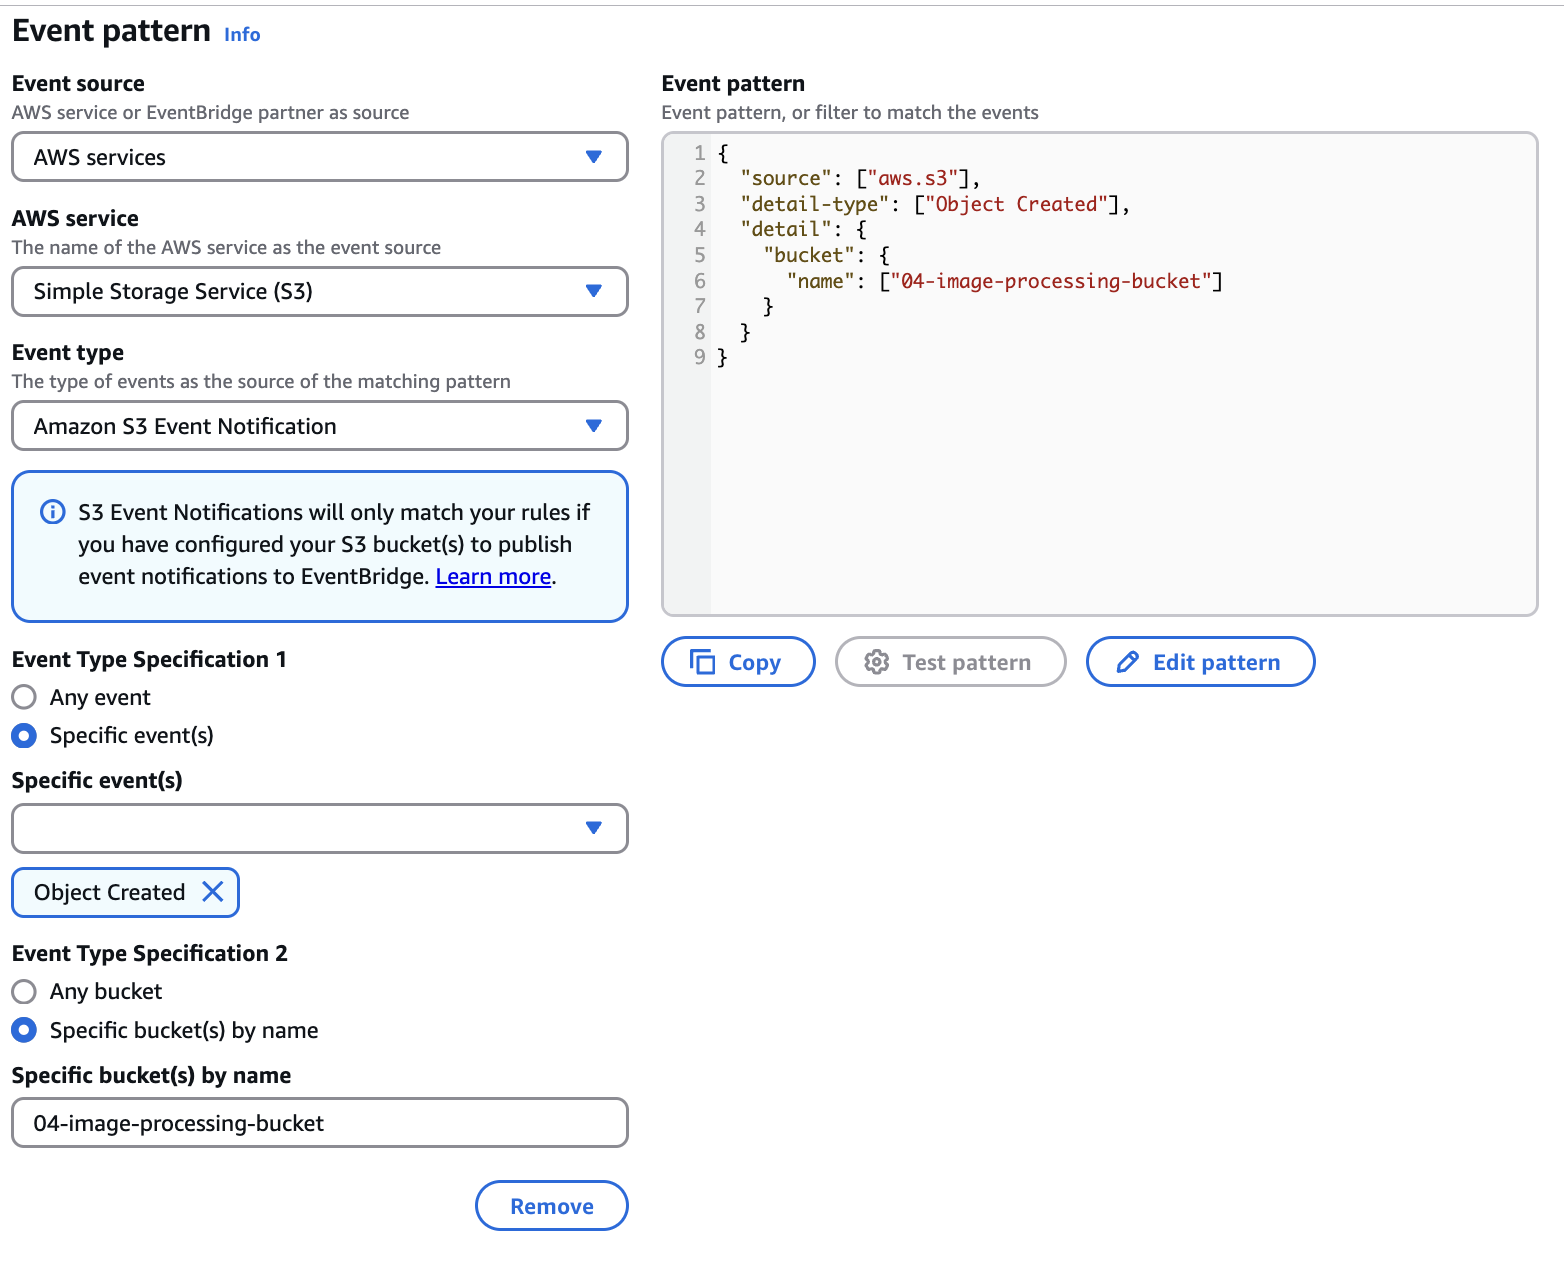 Event pattern Info
Event source
AWS service or EventBridge partner as source
AWS services
AWS service
The name of the AWS service as the event source
Simple Storage Service (S3)
Event type
The type of events as the source of the matching pattern
Amazon S3 Event Notification
S3 Event Notifications will only match your rules if
you have configured your S3 bucket(s) to publish
event notifications to EventBridge. Learn more.
Event Type Specification 1
Any event
Specific event(s)
Specific event(s)
Object Created
Event Type Specification 2
Any bucket
Specific bucket(s) by name
Specific bucket(s) by name
04-image-processing-bucket
Remove
Event pattern
Event pattern, or filter to match the events
1 {
2   "source": ["aws.s3"],
3   "detail-type": ["Object Created"],
4   "detail": {
5     "bucket": {
6       "name": ["04-image-processing-bucket"]
7     }
8   }
9 }
Copy
Test pattern
Edit pattern